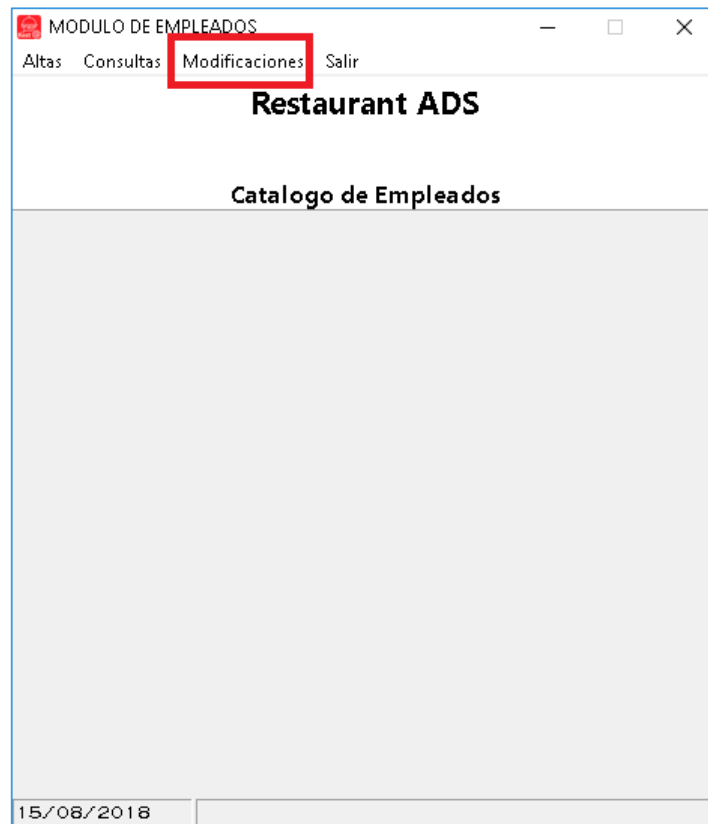 MODULO DE EMPLEADOS
Altas Consultas Modificaciones Salir
Restaurant ADS
Catalogo de Empleados
15/08/2018